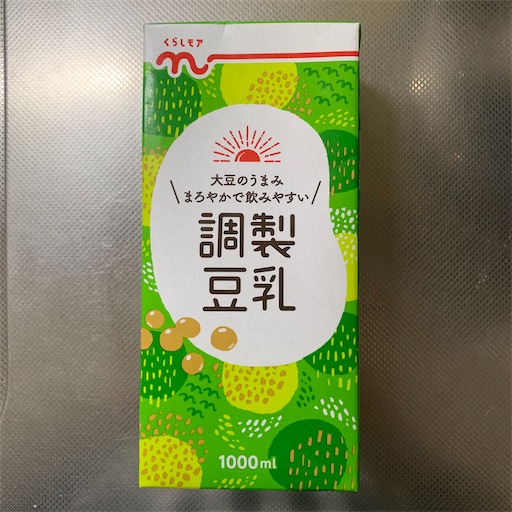 くらしモア
大豆のうまみ
まろやかで飲みやすい
調製
豆乳
1000ml